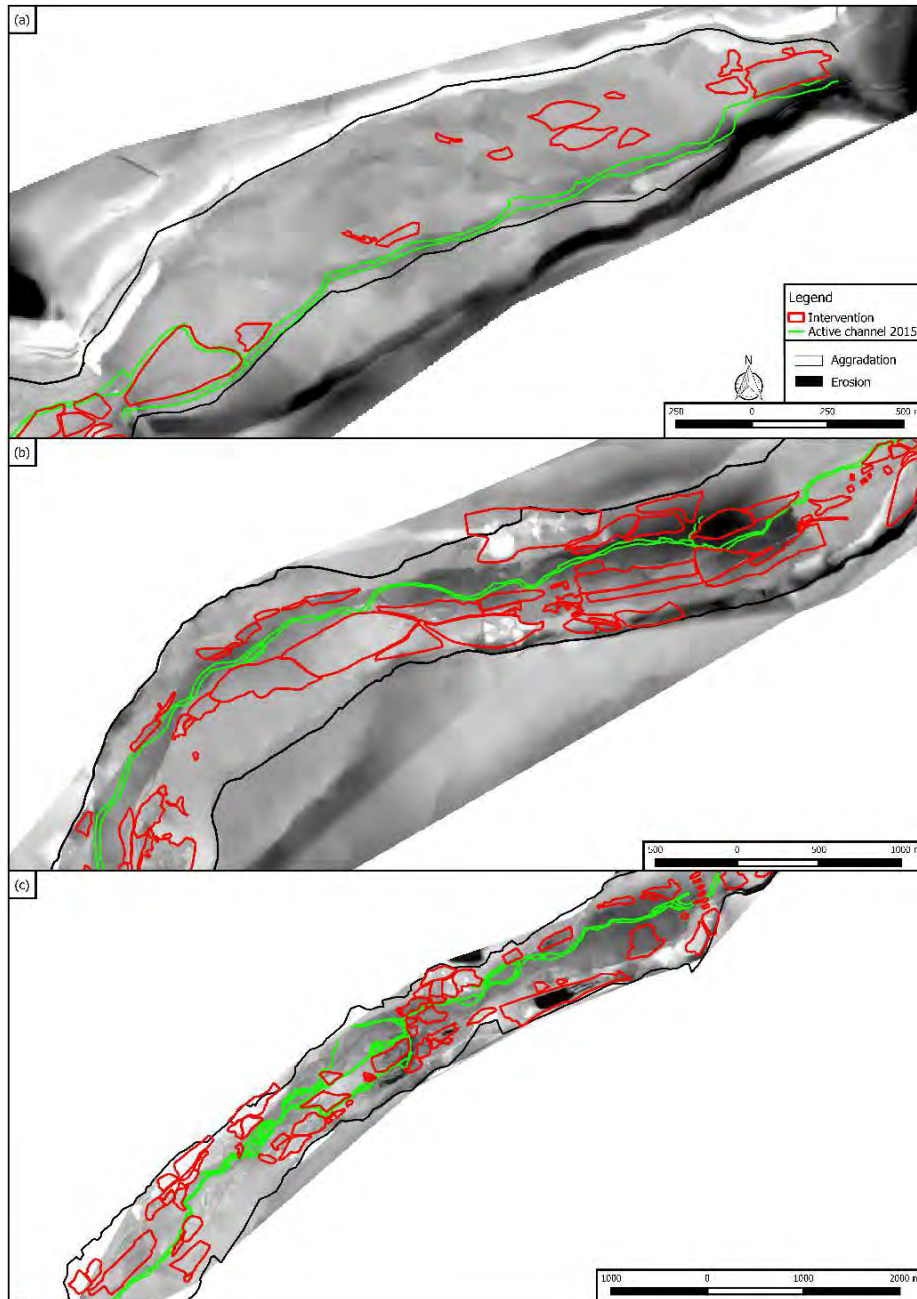 (a)
Legend
Intervention
Active channel 2015
Aggradation
Erosion
N
250 0 250 500 m
(b)
500 0 500 1000 m
(c)
1000 0 1000 2000 m